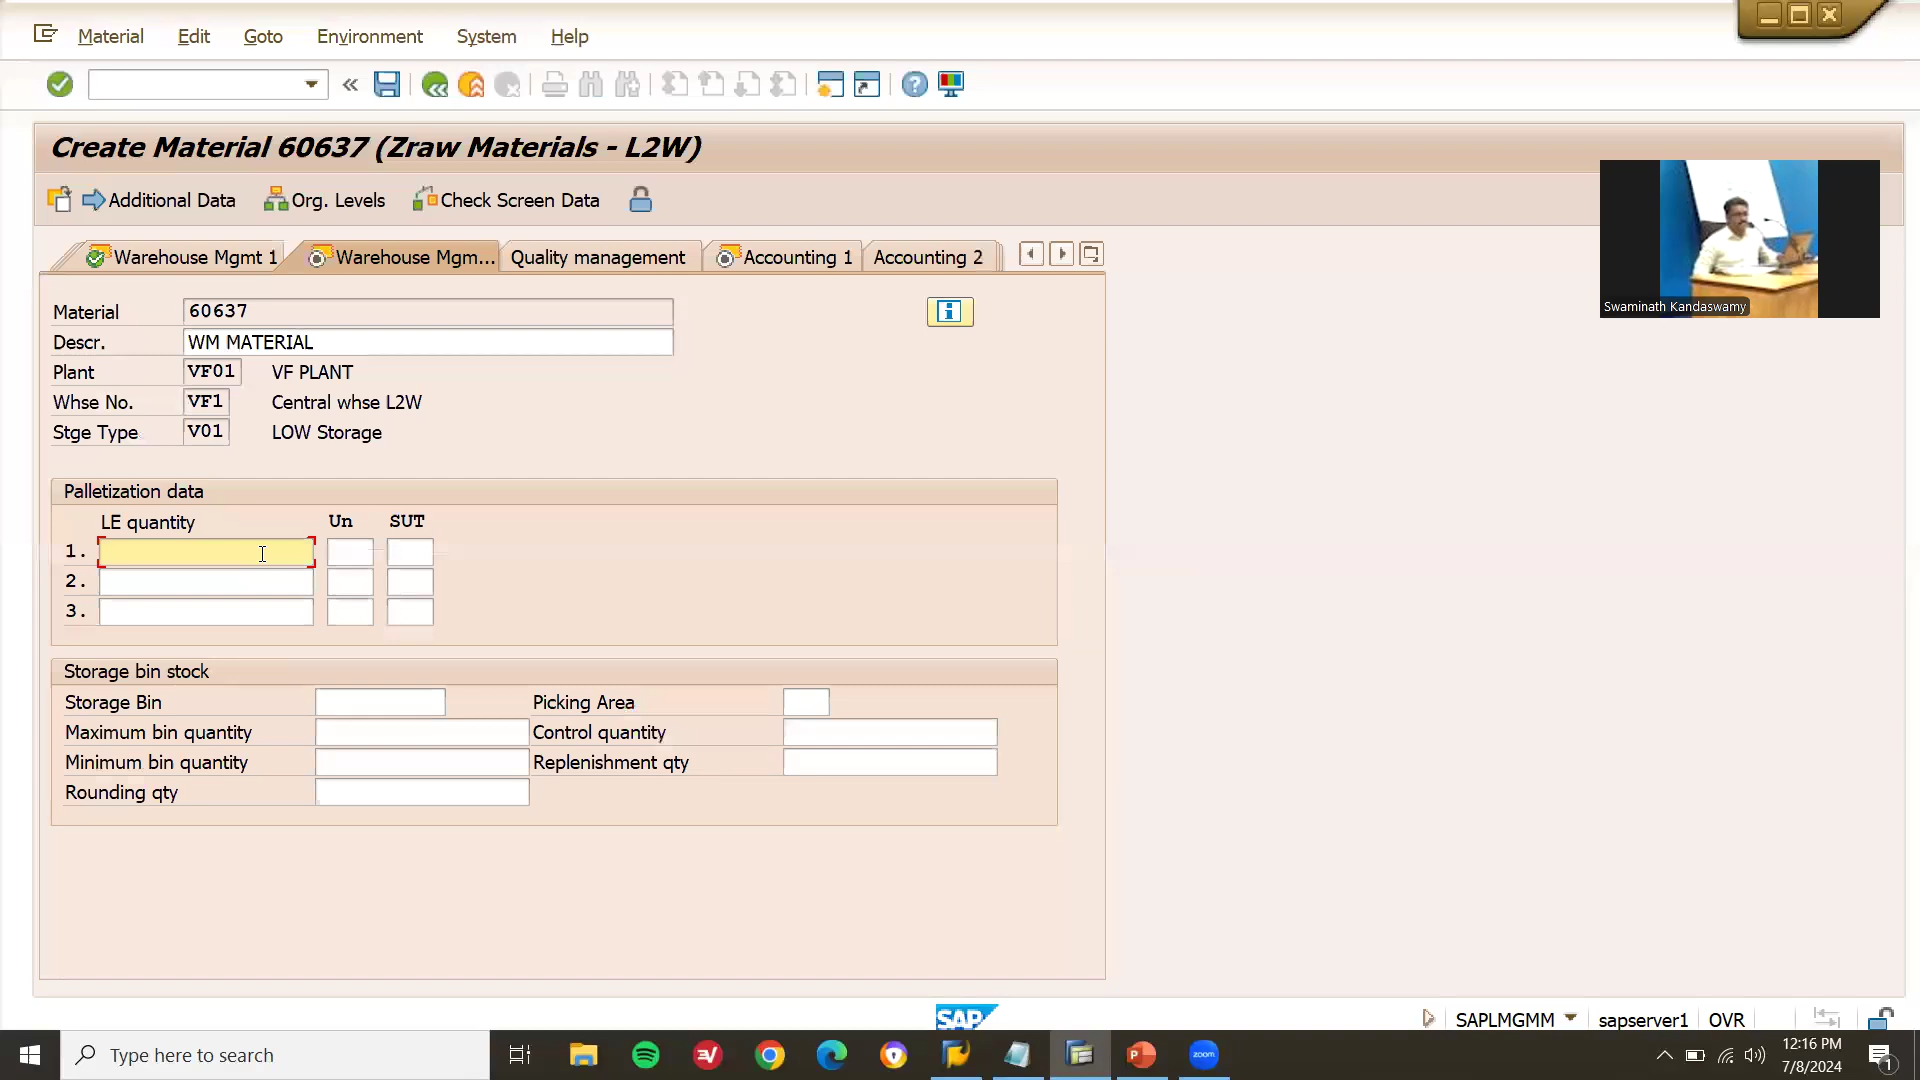 Material Edit Goto Environment System Help
Create Material 60637 (Zraw Materials - L2W)
Additional Data Org. Levels Check Screen Data
Warehouse Mgmt 1 Warehouse Mgm... Quality management Accounting 1 Accounting 2
Swaminath Kandaswamy
Material 60637
Descr. WM MATERIAL
Plant VF01 VF PLANT
Whse No. VF1 Central whse L2W
Stge Type V01 LOW Storage
Palletization data
LE quantity Un SUT
1.
2.
3.
Storage bin stock
Storage Bin Picking Area
Maximum bin quantity Control quantity
Minimum bin quantity Replenishment qty
Rounding qty
SAP
SAPLMGMM sapserver1 OVR
Type here to search
zoom
12:16 PM
7/8/2024
1